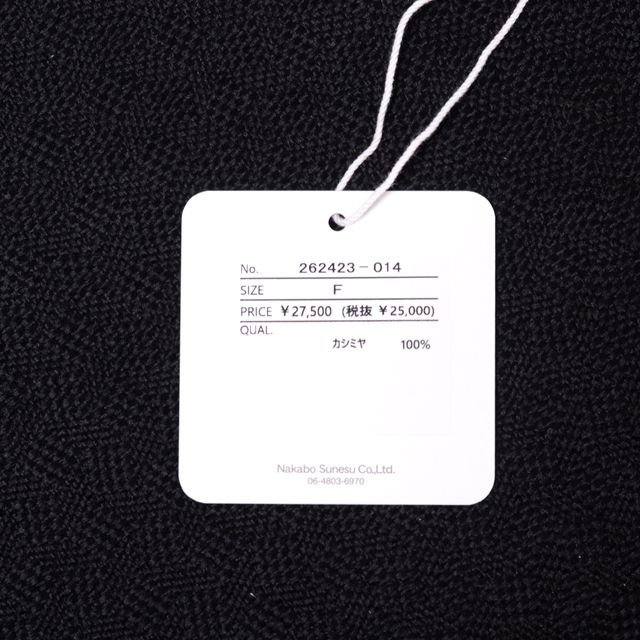 No. 262423-014
SIZE F
PRICE ¥27,500 (税抜 ¥25,000)
QUAL.
カシミヤ 100%
Nakabo Sunesu Co.,Ltd.
06-4803-6970